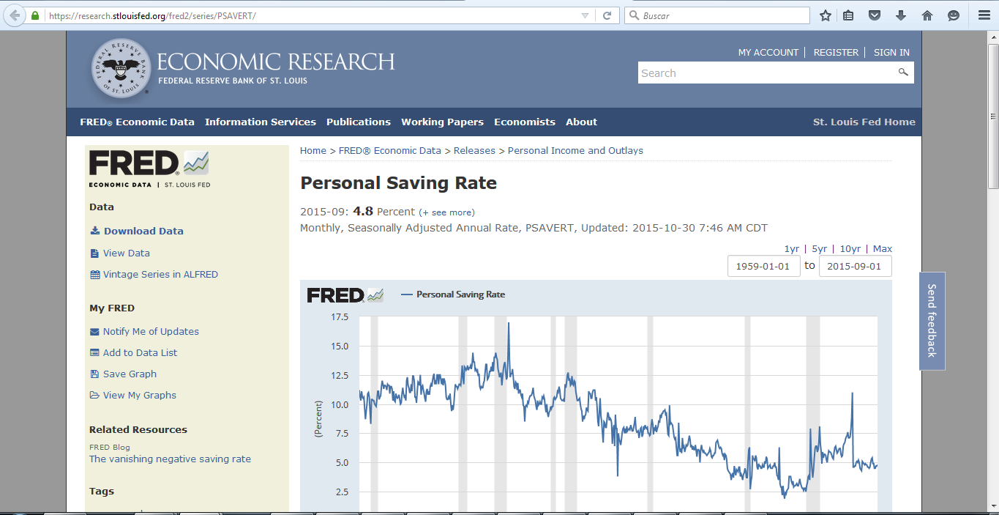 https://research.stlouisfed.org/fred2/series/PSAVERT/
Buscar
FEDERAL RESERVE BANK
OF ST. LOUIS
ECONOMIC RESEARCH
FEDERAL RESERVE BANK OF ST. LOUIS
MY ACCOUNT | REGISTER | SIGN IN
Search
FRED® Economic Data Information Services Publications Working Papers Economists About St. Louis Fed Home
FRED®
ECONOMIC DATA | ST. LOUIS FED
Data
Download Data
View Data
Vintage Series in ALFRED
My FRED
Notify Me of Updates
Add to Data List
Save Graph
View My Graphs
Related Resources
FRED Blog
The vanishing negative saving rate
Tags
Home > FRED® Economic Data > Releases > Personal Income and Outlays
Personal Saving Rate
2015-09: 4.8 Percent (+ see more)
Monthly, Seasonally Adjusted Annual Rate, PSAVERT, Updated: 2015-10-30 7:46 AM CDT
1yr | 5yr | 10yr | Max
1959-01-01 to 2015-09-01
FRED — Personal Saving Rate
17.5
15.0
12.5
10.0
7.5
5.0
2.5
(Percent)
Send feedback